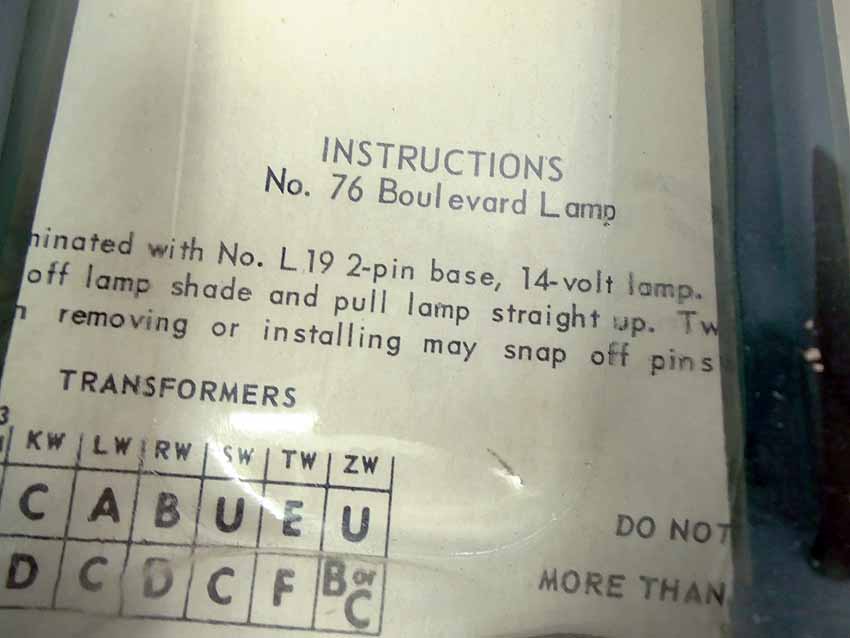 INSTRUCTIONS
No. 76 Boulevard Lamp
ninated with No. L19 2-pin base, 14-volt lamp.
off lamp shade and pull lamp straight up. Tw
n removing or installing may snap off pins
TRANSFORMERS
3
KW LW RW SW TW ZW
C A B U E U
D C D C F B or C
DO NOT
MORE THAN